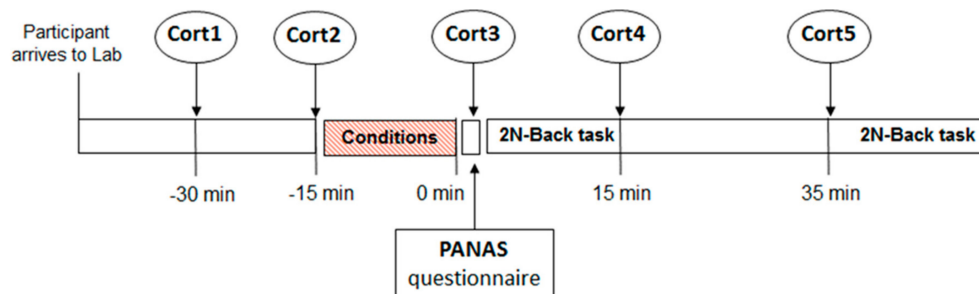 Participant
arrives to Lab
Cort1
Cort2
Cort3
Cort4
Cort5
Conditions
2N-Back task
2N-Back task
-30 min
-15 min
0 min
15 min
35 min
PANAS
questionnaire